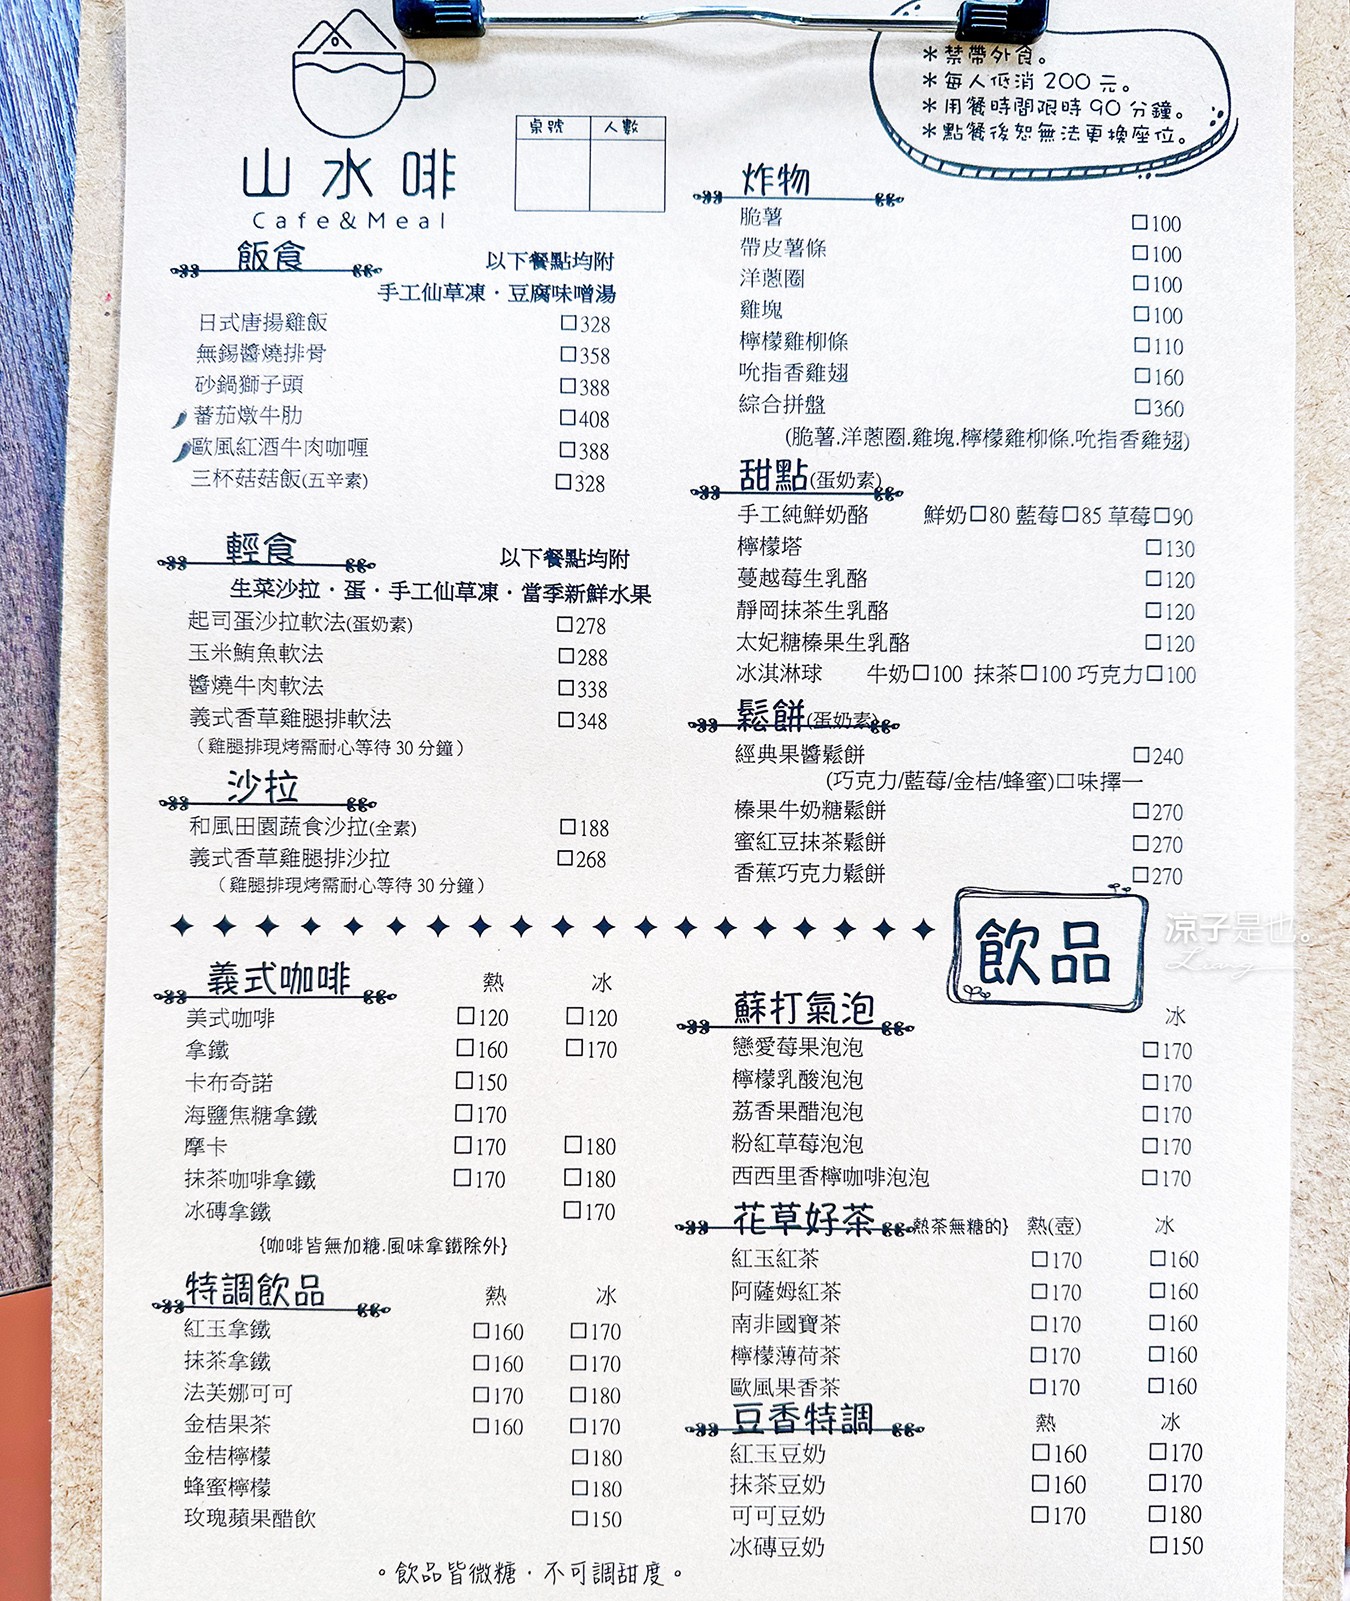 山水啡
Cafe&Meal
桌號 人數
＊禁帶外食。
＊每人低消 200 元。
＊用餐時間限時 90 分鐘。
＊點餐後恕無法更換座位。
飯食
以下餐點均附
手工仙草凍．豆腐味噌湯
日式唐揚雞飯 □328
無錫醬燒排骨 □358
砂鍋獅子頭 □388
蕃茄燉牛肋 □408
歐風紅酒牛肉咖喱 □388
三杯菇菇飯(五辛素) □328
輕食
以下餐點均附
生菜沙拉．蛋．手工仙草凍．當季新鮮水果
起司蛋沙拉軟法(蛋奶素) □278
玉米鮪魚軟法 □288
醬燒牛肉軟法 □338
義式香草雞腿排軟法 □348
（雞腿排現烤需耐心等待 30 分鐘）
沙拉
和風田園蔬食沙拉(全素) □188
義式香草雞腿排沙拉 □268
（雞腿排現烤需耐心等待 30 分鐘）
炸物
脆薯 □100
帶皮薯條 □100
洋蔥圈 □100
雞塊 □100
檸檬雞柳條 □110
吮指香雞翅 □160
綜合拼盤 □360
(脆薯.洋蔥圈.雞塊.檸檬雞柳條.吮指香雞翅)
甜點(蛋奶素)
手工純鮮奶酪 鮮奶□80 藍莓□85 草莓□90
檸檬塔 □130
蔓越莓生乳酪 □120
靜岡抹茶生乳酪 □120
太妃糖榛果生乳酪 □120
冰淇淋球 牛奶□100 抹茶□100 巧克力□100
鬆餅(蛋奶素)
經典果醬鬆餅 □240
(巧克力/藍莓/金桔/蜂蜜)口味擇一
榛果牛奶糖鬆餅 □270
蜜紅豆抹茶鬆餅 □270
香蕉巧克力鬆餅 □270
飲品
涼子是也。
Liang
義式咖啡 熱 冰
美式咖啡 □120 □120
拿鐵 □160 □170
卡布奇諾 □150
海鹽焦糖拿鐵 □170
摩卡 □170 □180
抹茶咖啡拿鐵 □170 □180
冰磚拿鐵 □170
{咖啡皆無加糖.風味拿鐵除外}
特調飲品 熱 冰
紅玉拿鐵 □160 □170
抹茶拿鐵 □160 □170
法芙娜可可 □170 □180
金桔果茶 □160 □170
金桔檸檬 □180
蜂蜜檸檬 □180
玫瑰蘋果醋飲 □150
蘇打氣泡 冰
戀愛莓果泡泡 □170
檸檬乳酸泡泡 □170
荔香果醋泡泡 □170
粉紅草莓泡泡 □170
西西里香檸咖啡泡泡 □170
花草好茶 熱茶無糖的} 熱(壺) 冰
紅玉紅茶 □170 □160
阿薩姆紅茶 □170 □160
南非國寶茶 □170 □160
檸檬薄荷茶 □170 □160
歐風果香茶 □170 □160
豆香特調 熱 冰
紅玉豆奶 □160 □170
抹茶豆奶 □160 □170
可可豆奶 □170 □180
冰磚豆奶 □150
。飲品皆微糖．不可調甜度。